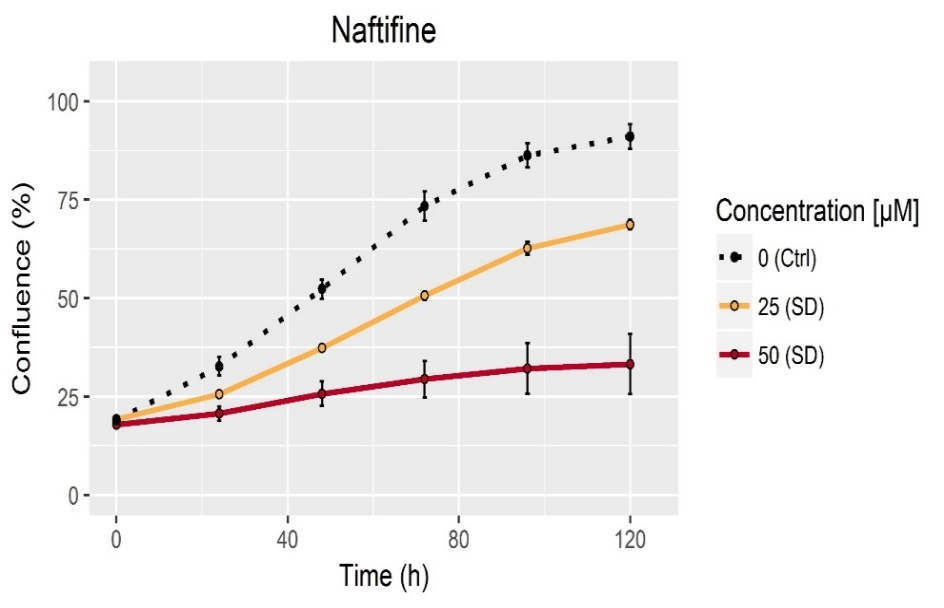 Naftifine
Confluence (%)
100
75
50
25
0
0 40 80 120
Time (h)
Concentration [µM]
0 (Ctrl)
25 (SD)
50 (SD)